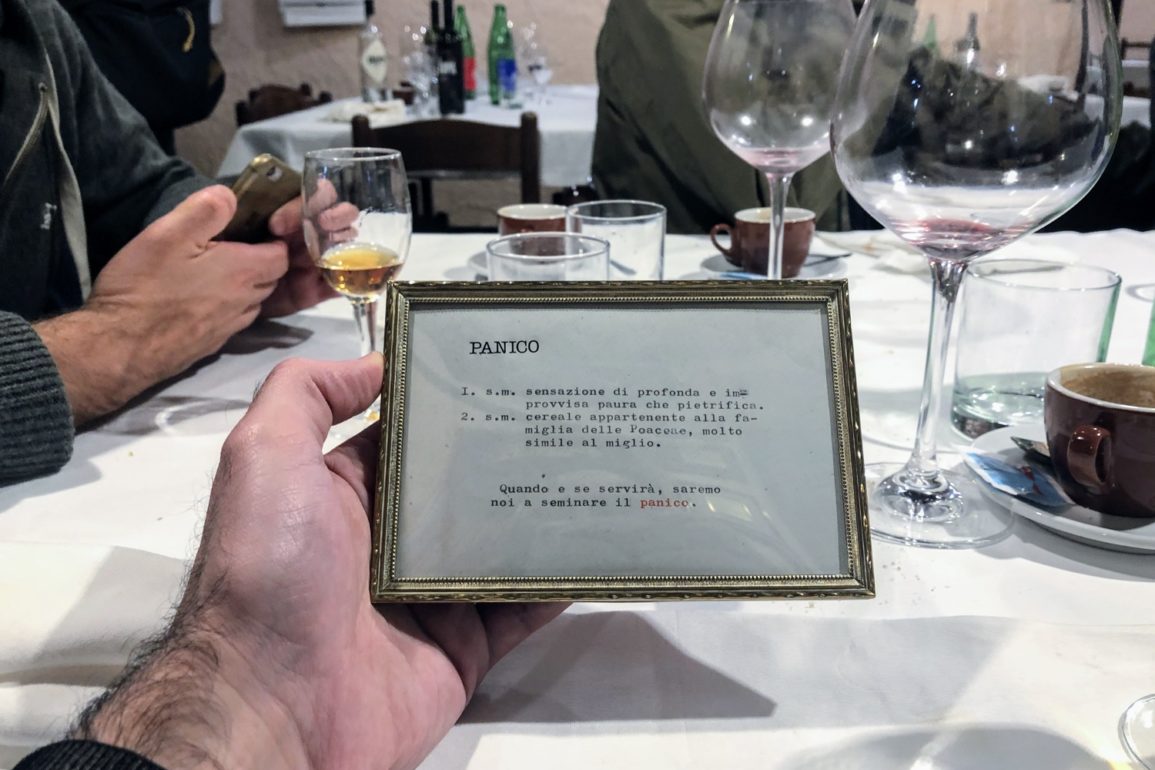 PANICO
1. s.m. sensazione di profonda e im=
provvisa paura che pietrifica.
2. s.m. cereale appartenente alla fa-
miglia delle Poaceae, molto
simile al miglio.
Quando e se servirà, saremo
noi a seminare il panico.